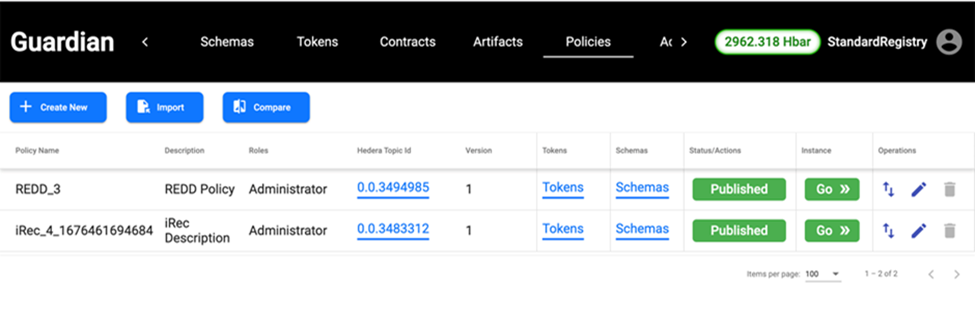 Guardian Schemas Tokens Contracts Artifacts Policies 2962.318 Hbar StandardRegistry
Create New Import Compare
Policy Name Description Roles Hedera Topic Id Version Tokens Schemas Status/Actions Instance Operations
REDD_3 REDD Policy Administrator 0.0.3494985 1 Tokens Schemas Published Go
iRec_4_1676461694684 iRec Description Administrator 0.0.3483312 1 Tokens Schemas Published Go
Items per page: 100 1 – 2 of 2